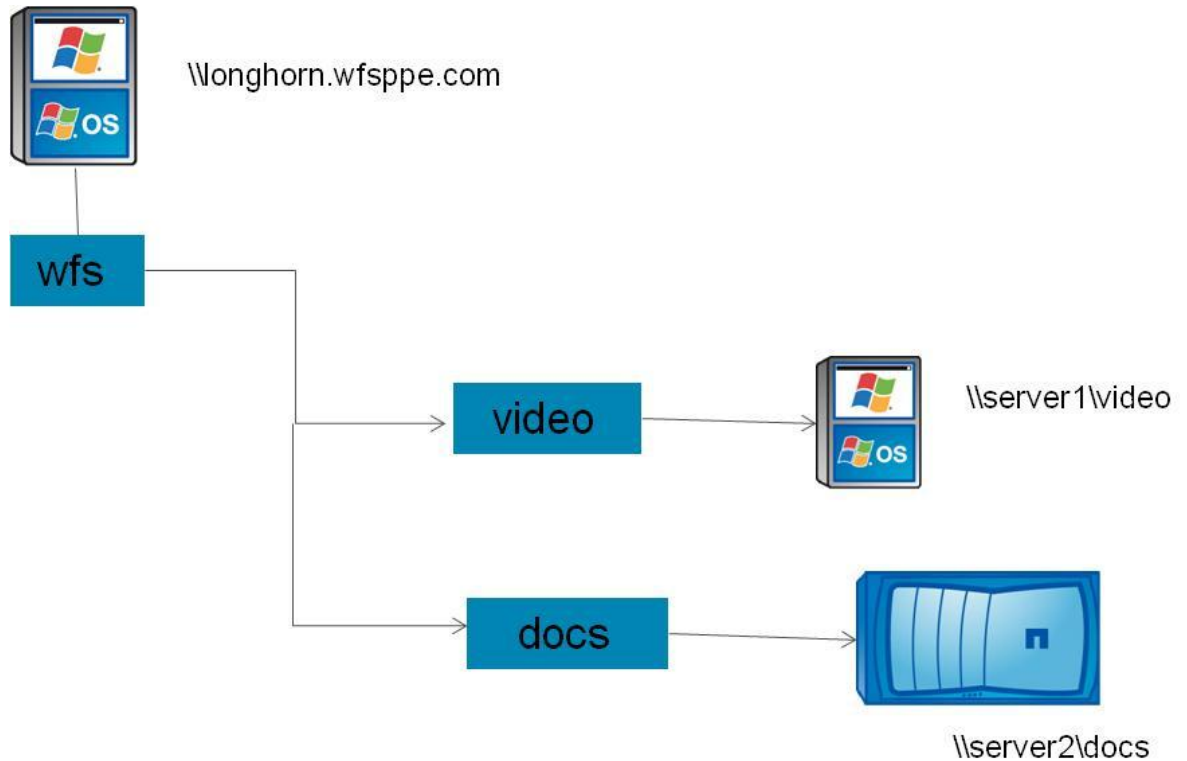 \\longhorn.wfsppe.com
OS
wfs
video
\\server1\video
OS
docs
\\server2\docs